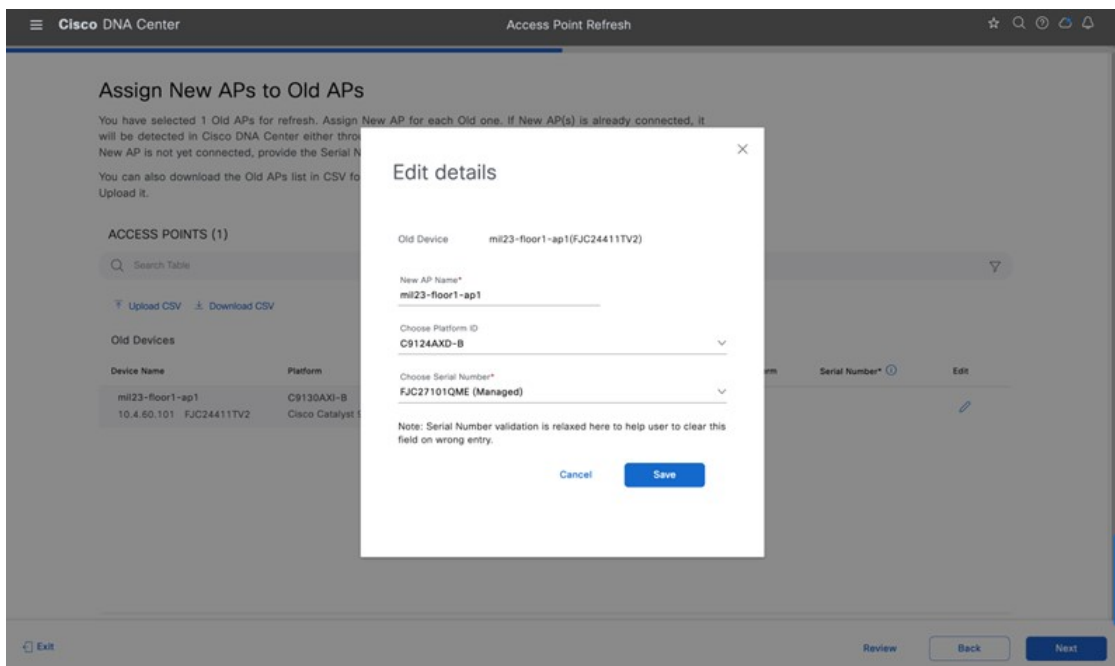 Cisco DNA Center
Access Point Refresh
Assign New APs to Old APs
You have selected 1 Old APs for refresh. Assign New AP for each Old one. If New AP(s) is already connected, it
will be detected in Cisco DNA Center either
New AP is not yet connected, provide the Serial
You can also download the Old APs list in CSV
Upload it.
ACCESS POINTS (1)
Search Table
Upload CSV Download CSV
Old Devices
Device Name Platform Serial Number* Edit
mil23-floor1-ap1 C9130AXI-B
10.4.60.101 FJC24411TV2 Cisco Catalyst
Edit details
Old Device mil23-floor1-ap1(FJC24411TV2)
New AP Name*
mil23-floor1-ap1
Choose Platform ID
C9124AXD-B
Choose Serial Number*
FJC27101QME (Managed)
Note: Serial Number validation is relaxed here to help user to clear this
field on wrong entry.
Cancel Save
Exit Review Back Next